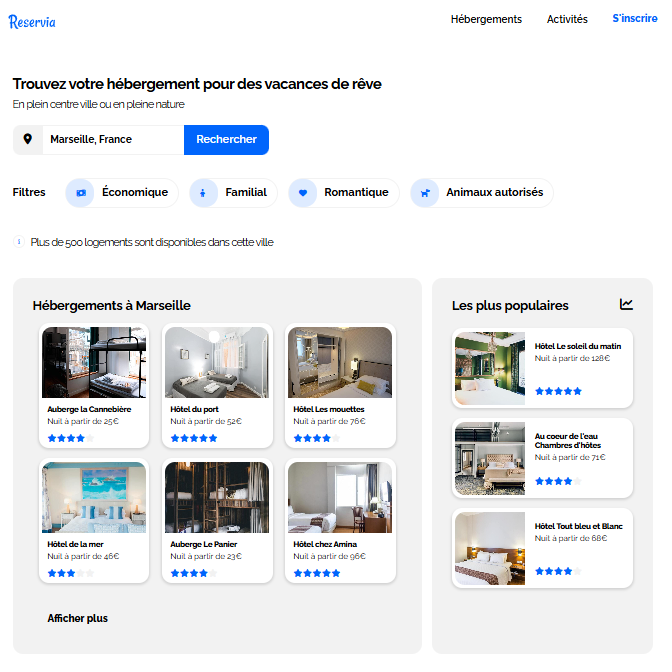 Reservia
Hébergements
Activités
S'inscrire
Trouvez votre hébergement pour des vacances de rêve
En plein centre ville ou en pleine nature
Marseille, France
Rechercher
Filtres
Économique
Familial
Romantique
Animaux autorisés
Plus de 500 logements sont disponibles dans cette ville
Hébergements à Marseille
Auberge la Cannebière
Nuit à partir de 25€
Hôtel du port
Nuit à partir de 52€
Hôtel Les mouettes
Nuit à partir de 76€
Hôtel de la mer
Nuit à partir de 46€
Auberge Le Panier
Nuit à partir de 23€
Hôtel chez Amina
Nuit à partir de 96€
Afficher plus
Les plus populaires
Hôtel Le soleil du matin
Nuit à partir de 128€
Au coeur de l'eau
Chambres d'hôtes
Nuit à partir de 71€
Hôtel Tout bleu et Blanc
Nuit à partir de 68€